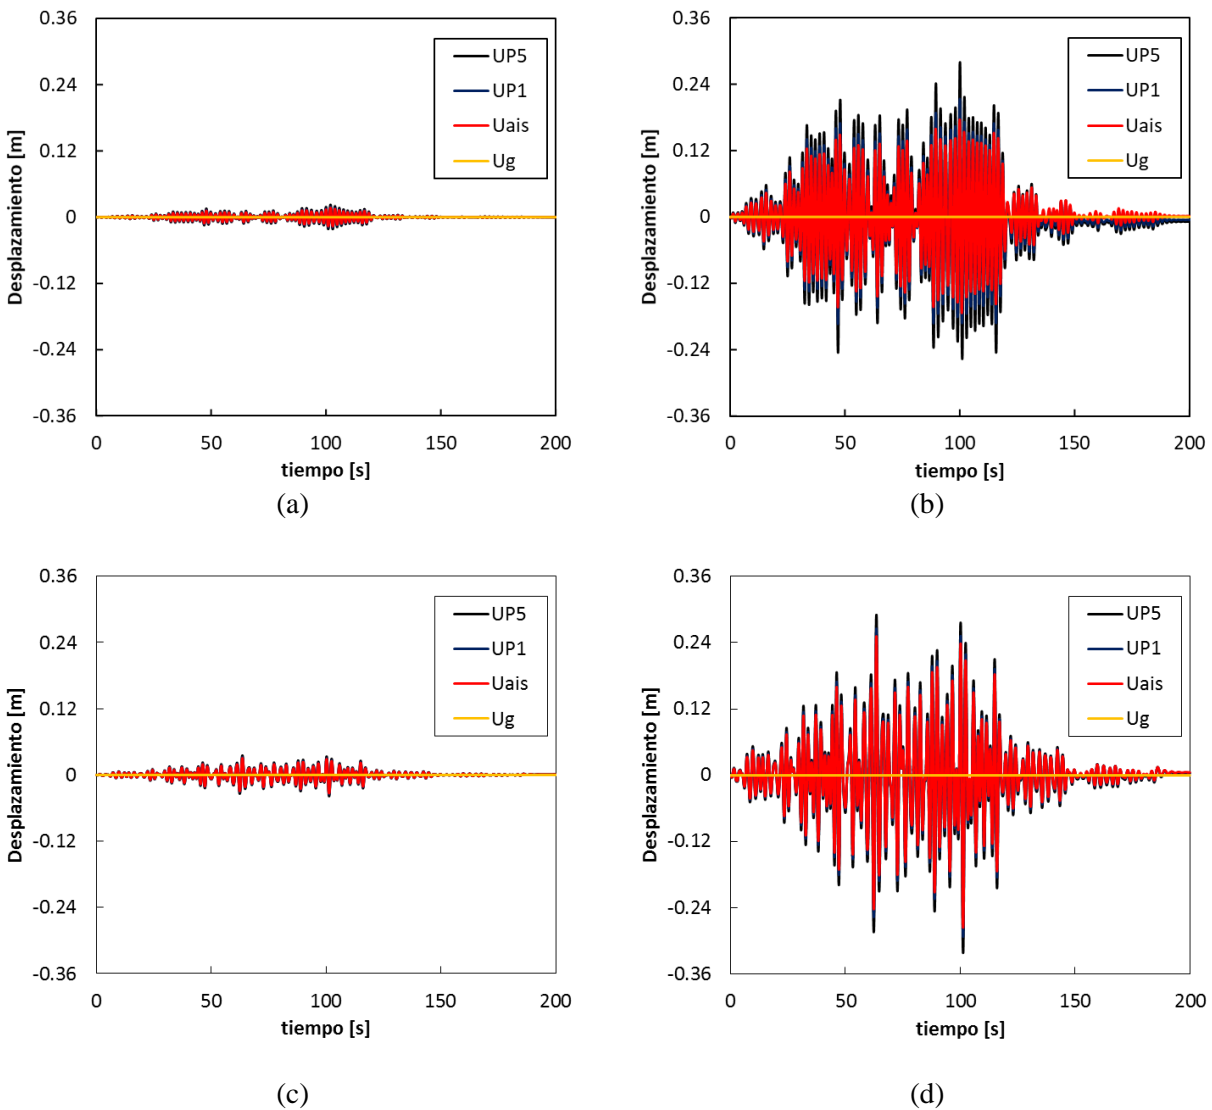 0.36
0.24
0.12
0
-0.12
-0.24
-0.36
Desplazamiento [m]
UP5
UP1
Uais
Ug
0 50 100 150 200
tiempo [s]
(a)
0.36
0.24
0.12
0
-0.12
-0.24
-0.36
Desplazamiento [m]
UP5
UP1
Uais
Ug
0 50 100 150 200
tiempo [s]
(b)
0.36
0.24
0.12
0
-0.12
-0.24
-0.36
Desplazamiento [m]
UP5
UP1
Uais
Ug
0 50 100 150 200
tiempo [s]
(c)
0.36
0.24
0.12
0
-0.12
-0.24
-0.36
Desplazamiento [m]
UP5
UP1
Uais
Ug
0 50 100 150 200
tiempo [s]
(d)